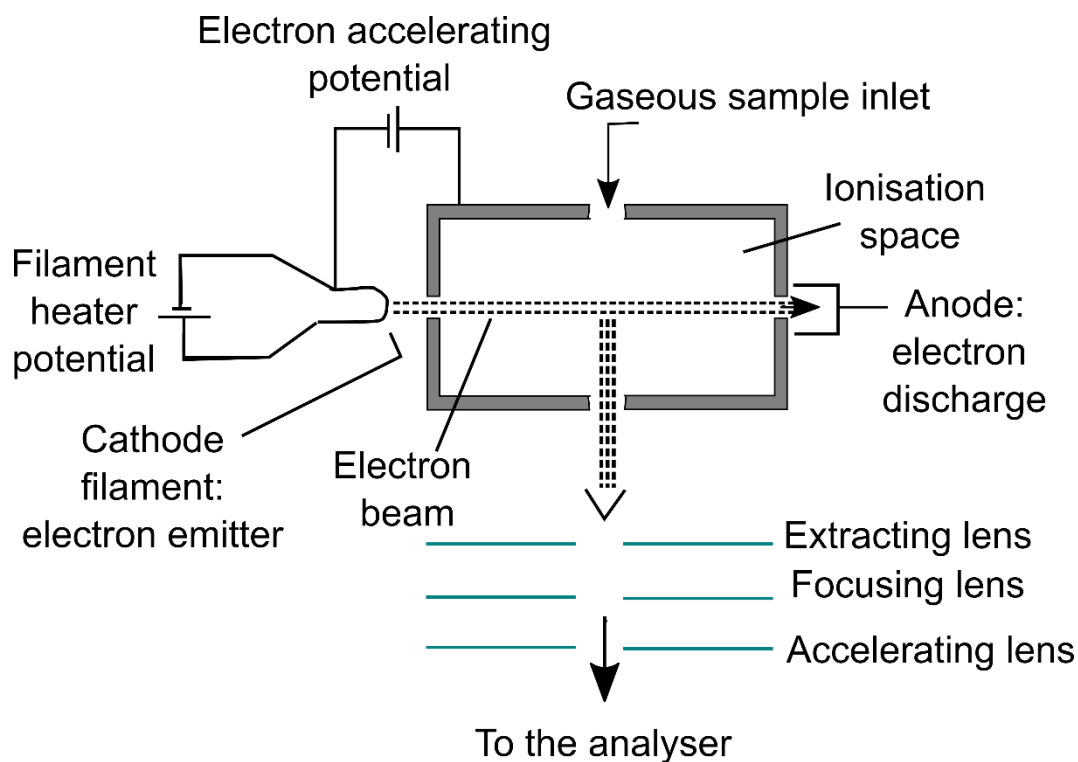 Electron accelerating
potential
Gaseous sample inlet
Ionisation
space
Filament
heater
potential
Anode:
electron
discharge
Cathode
filament:
electron emitter
Electron
beam
Extracting lens
Focusing lens
Accelerating lens
To the analyser